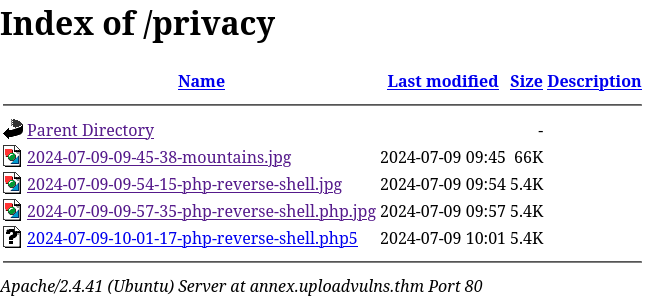 Index of /privacy
Name Last modified Size Description
Parent Directory -
2024-07-09-09-45-38-mountains.jpg 2024-07-09 09:45 66K
2024-07-09-09-54-15-php-reverse-shell.jpg 2024-07-09 09:54 5.4K
2024-07-09-09-57-35-php-reverse-shell.php.jpg 2024-07-09 09:57 5.4K
2024-07-09-10-01-17-php-reverse-shell.php5 2024-07-09 10:01 5.4K
Apache/2.4.41 (Ubuntu) Server at annex.uploadvulns.thm Port 80